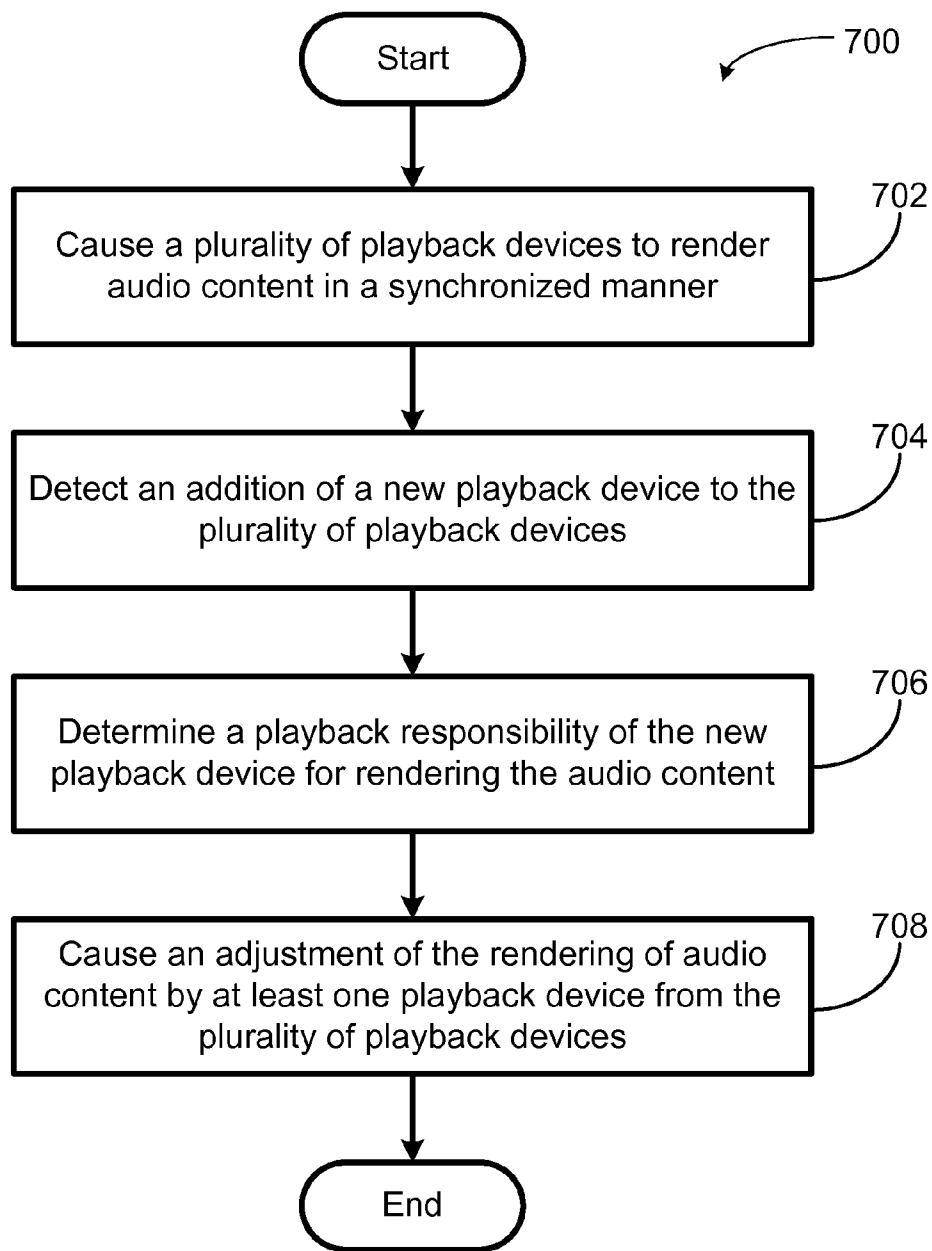 Start
700
702
Cause a plurality of playback devices to render
audio content in a synchronized manner
704
Detect an addition of a new playback device to the
plurality of playback devices
706
Determine a playback responsibility of the new
playback device for rendering the audio content
708
Cause an adjustment of the rendering of audio
content by at least one playback device from the
plurality of playback devices
End